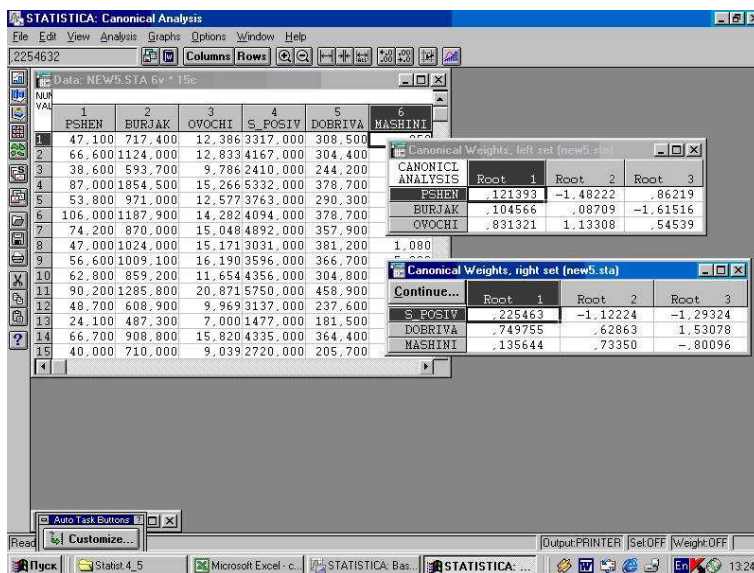 STATISTICA: Canonical Analysis
File Edit View Analysis Graphs Options Window Help
,2254632 Columns Rows
Data: NEW5.STA 6v * 15c
NUM
VAL
1 2 3 4 5 6
PSHEN BURJAK OVOCHI S_POSIV DOBRIVA MASHINI
1 47,100 717,400 12,386 3317,000 308,500
2 66,600 1124,000 12,833 4167,000 304,400
3 38,600 593,700 9,786 2410,000 244,200
4 87,000 1854,500 15,266 5332,000 378,700
5 53,800 971,000 12,577 3763,000 290,300
6 106,000 1187,900 14,282 4094,000 378,700
7 74,200 870,000 15,048 4892,000 357,900
8 47,000 1024,000 15,171 3031,000 381,200 1,080
9 56,600 1009,100 16,190 3596,000 366,700
10 62,800 859,200 11,654 4356,000 304,800
11 90,200 1285,800 20,871 5750,000 458,900
12 48,700 608,900 9,969 3137,000 237,600
13 24,100 487,300 7,000 1477,000 181,500
14 66,700 908,800 15,820 4335,000 364,400
15 40,000 710,000 9,039 2720,000 205,700
Canonical Weights, left set (new5.sta)
CANONICL
ANALYSIS Root 1 Root 2 Root 3
PSHEN ,121393 -1,48222 ,86219
BURJAK ,104566 ,08709 -1,61516
OVOCHI ,831321 1,13308 ,54539
Canonical Weights, right set (new5.sta)
Continue... Root 1 Root 2 Root 3
S_POSIV ,225463 -1,12224 -1,29324
DOBRIVA ,749755 ,62863 1,53078
MASHINI ,135644 ,73350 -,80096
Auto Task Buttons
Customize...
Read
Output:PRINTER Sel:OFF Weight:OFF
Пуск Statist.4_5 Microsoft Excel - c... STATISTICA: Bas... STATISTICA: ... En 13:24